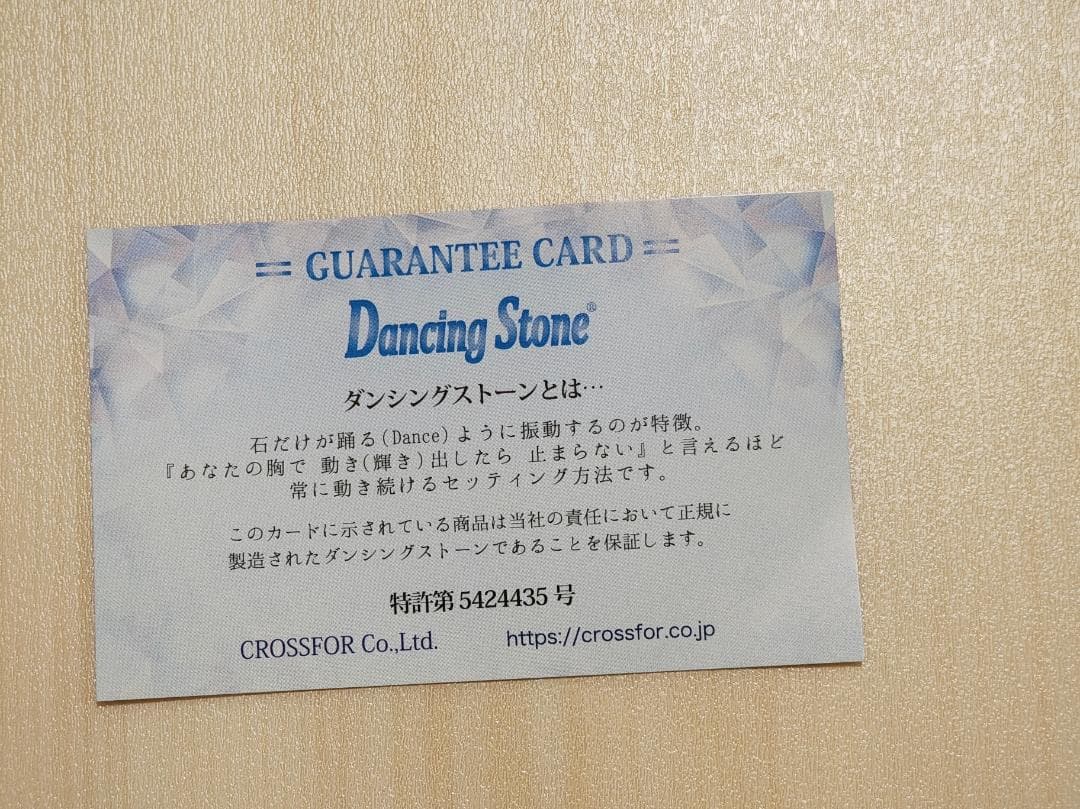 GUARANTEE CARD
Dancing Stone®
ダンシングストーンとは…
石だけが踊る(Dance)ように振動するのが特徴。
『あなたの胸で 動き(輝き)出したら 止まらない』と言えるほど
常に動き続けるセッティング方法です。
このカードに示されている商品は当社の責任において正規に
製造されたダンシングストーンであることを保証します。
特許第5424435号
CROSSFOR Co.,Ltd. https://crossfor.co.jp